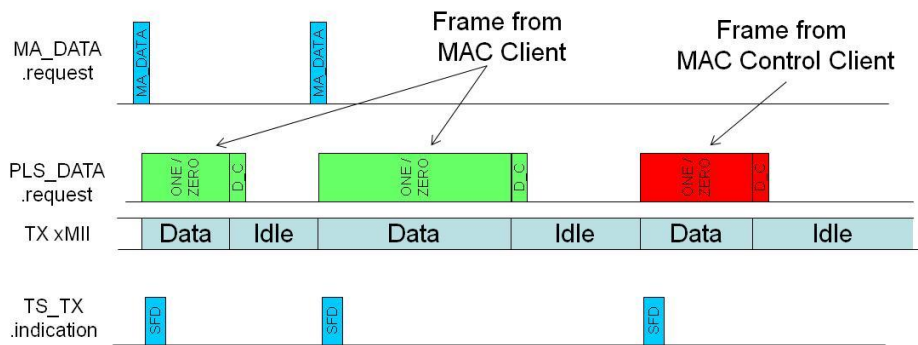 Frame from
MAC Client
Frame from
MAC Control Client
MA_DATA
.request
MA_DATA
MA_DATA
PLS_DATA
.request
ONE /
ZERO
D_C
ONE /
ZERO
D_C
ONE /
ZERO
D_C
TX xMII
Data
Idle
Data
Idle
Data
Idle
TS_TX
.indication
SFD
SFD
SFD